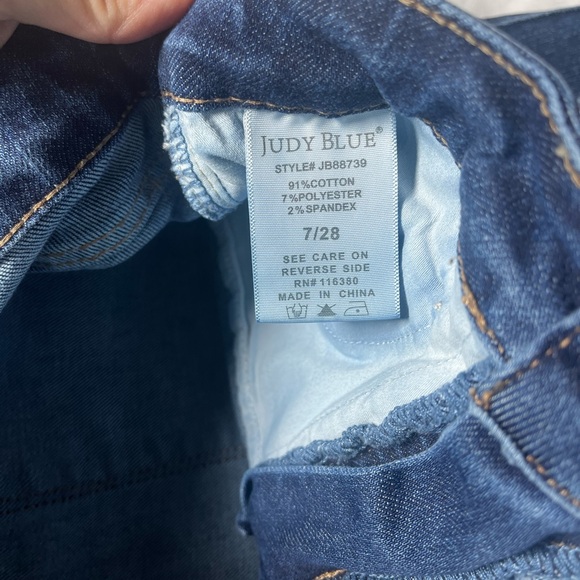 JUDY BLUE®
STYLE# JB88739
91%COTTON
7%POLYESTER
2%SPANDEX
7/28
SEE CARE ON
REVERSE SIDE
RN# 116380
MADE IN CHINA